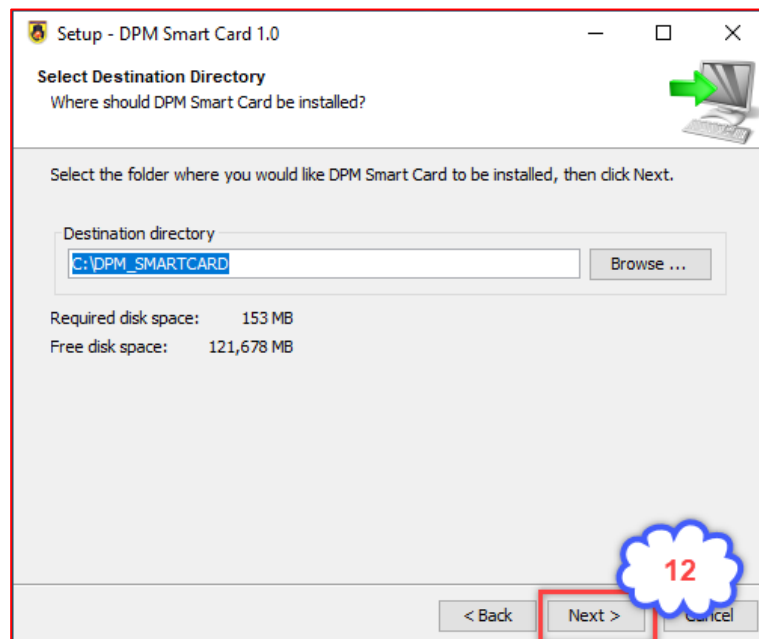 Setup - DPM Smart Card 1.0
Select Destination Directory
Where should DPM Smart Card be installed?
Select the folder where you would like DPM Smart Card to be installed, then click Next.
Destination directory
C:\DPM_SMARTCARD
Browse ...
Required disk space: 153 MB
Free disk space: 121,678 MB
12
< Back Next > Cancel